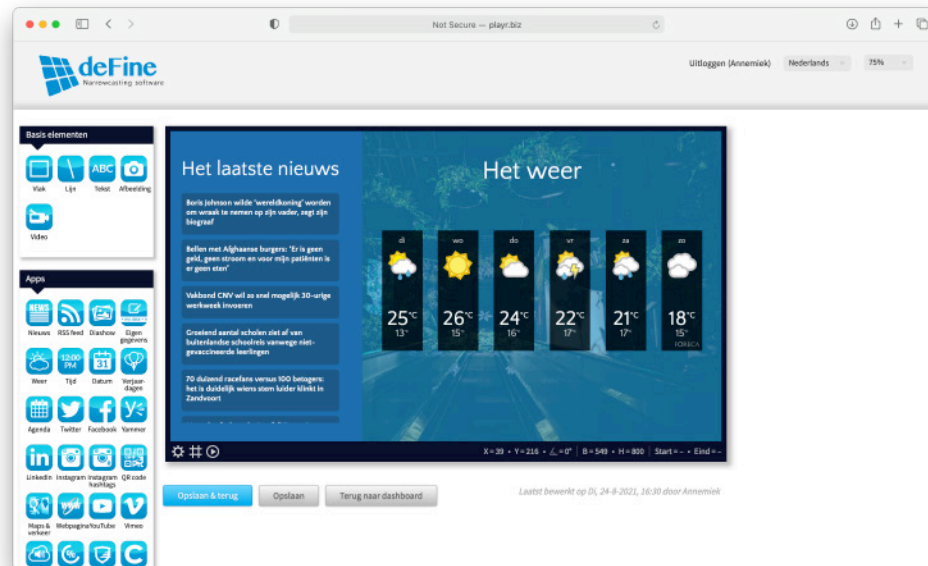 Not Secure — playr.biz
deFine
Narrowcasting software
Uitloggen (Annemiek)
Nederlands
75%
Basis elementen
ABC
Vlak
Lijn
Tekst
Afbeelding
Video
Apps
NEWS
Nieuws
RSS feed
Diashow
Eigen
gegevens
12:00
PM
31
Weer
Tijd
Datum
Verjaar-
dagen
Agenda
Twitter
Facebook
Yammer
in
LinkedIn
Instagram
Instagram
hashtags
QR code
Maps &
verkeer
Webpagina
YouTube
Vimeo
Het laatste nieuws
Boris Johnson wilde 'wereldkoning' worden
om wraak te nemen op zijn vader, zegt zijn
biograaf
Bellen met Afghaanse burgers: "Er is geen
geld, geen stroom en voor mijn patiënten is
er geen eten"
Vakbond CNV wil zo snel mogelijk 30-urige
werkweek invoeren
Groeiend aantal scholen ziet af van
buitenlandse schoolreis vanwege niet-
gevaccineerde leerlingen
70 duizend racefans versus 100 betogers:
het is duidelijk wiens stem luider klinkt in
Zandvoort
Het weer
di
wo
do
vr
za
zo
25°C
26°C
24°C
22°C
21°C
18°C
13°
15°
16°
17°
17°
15°
FORECA
X = 39 • Y = 216 • ∠ = 0° | B = 549 • H = 800 | Start = – • Eind = –
Opslaan & terug
Opslaan
Terug naar dashboard
Laatst bewerkt op Di, 24-8-2021, 16:30 door Annemiek